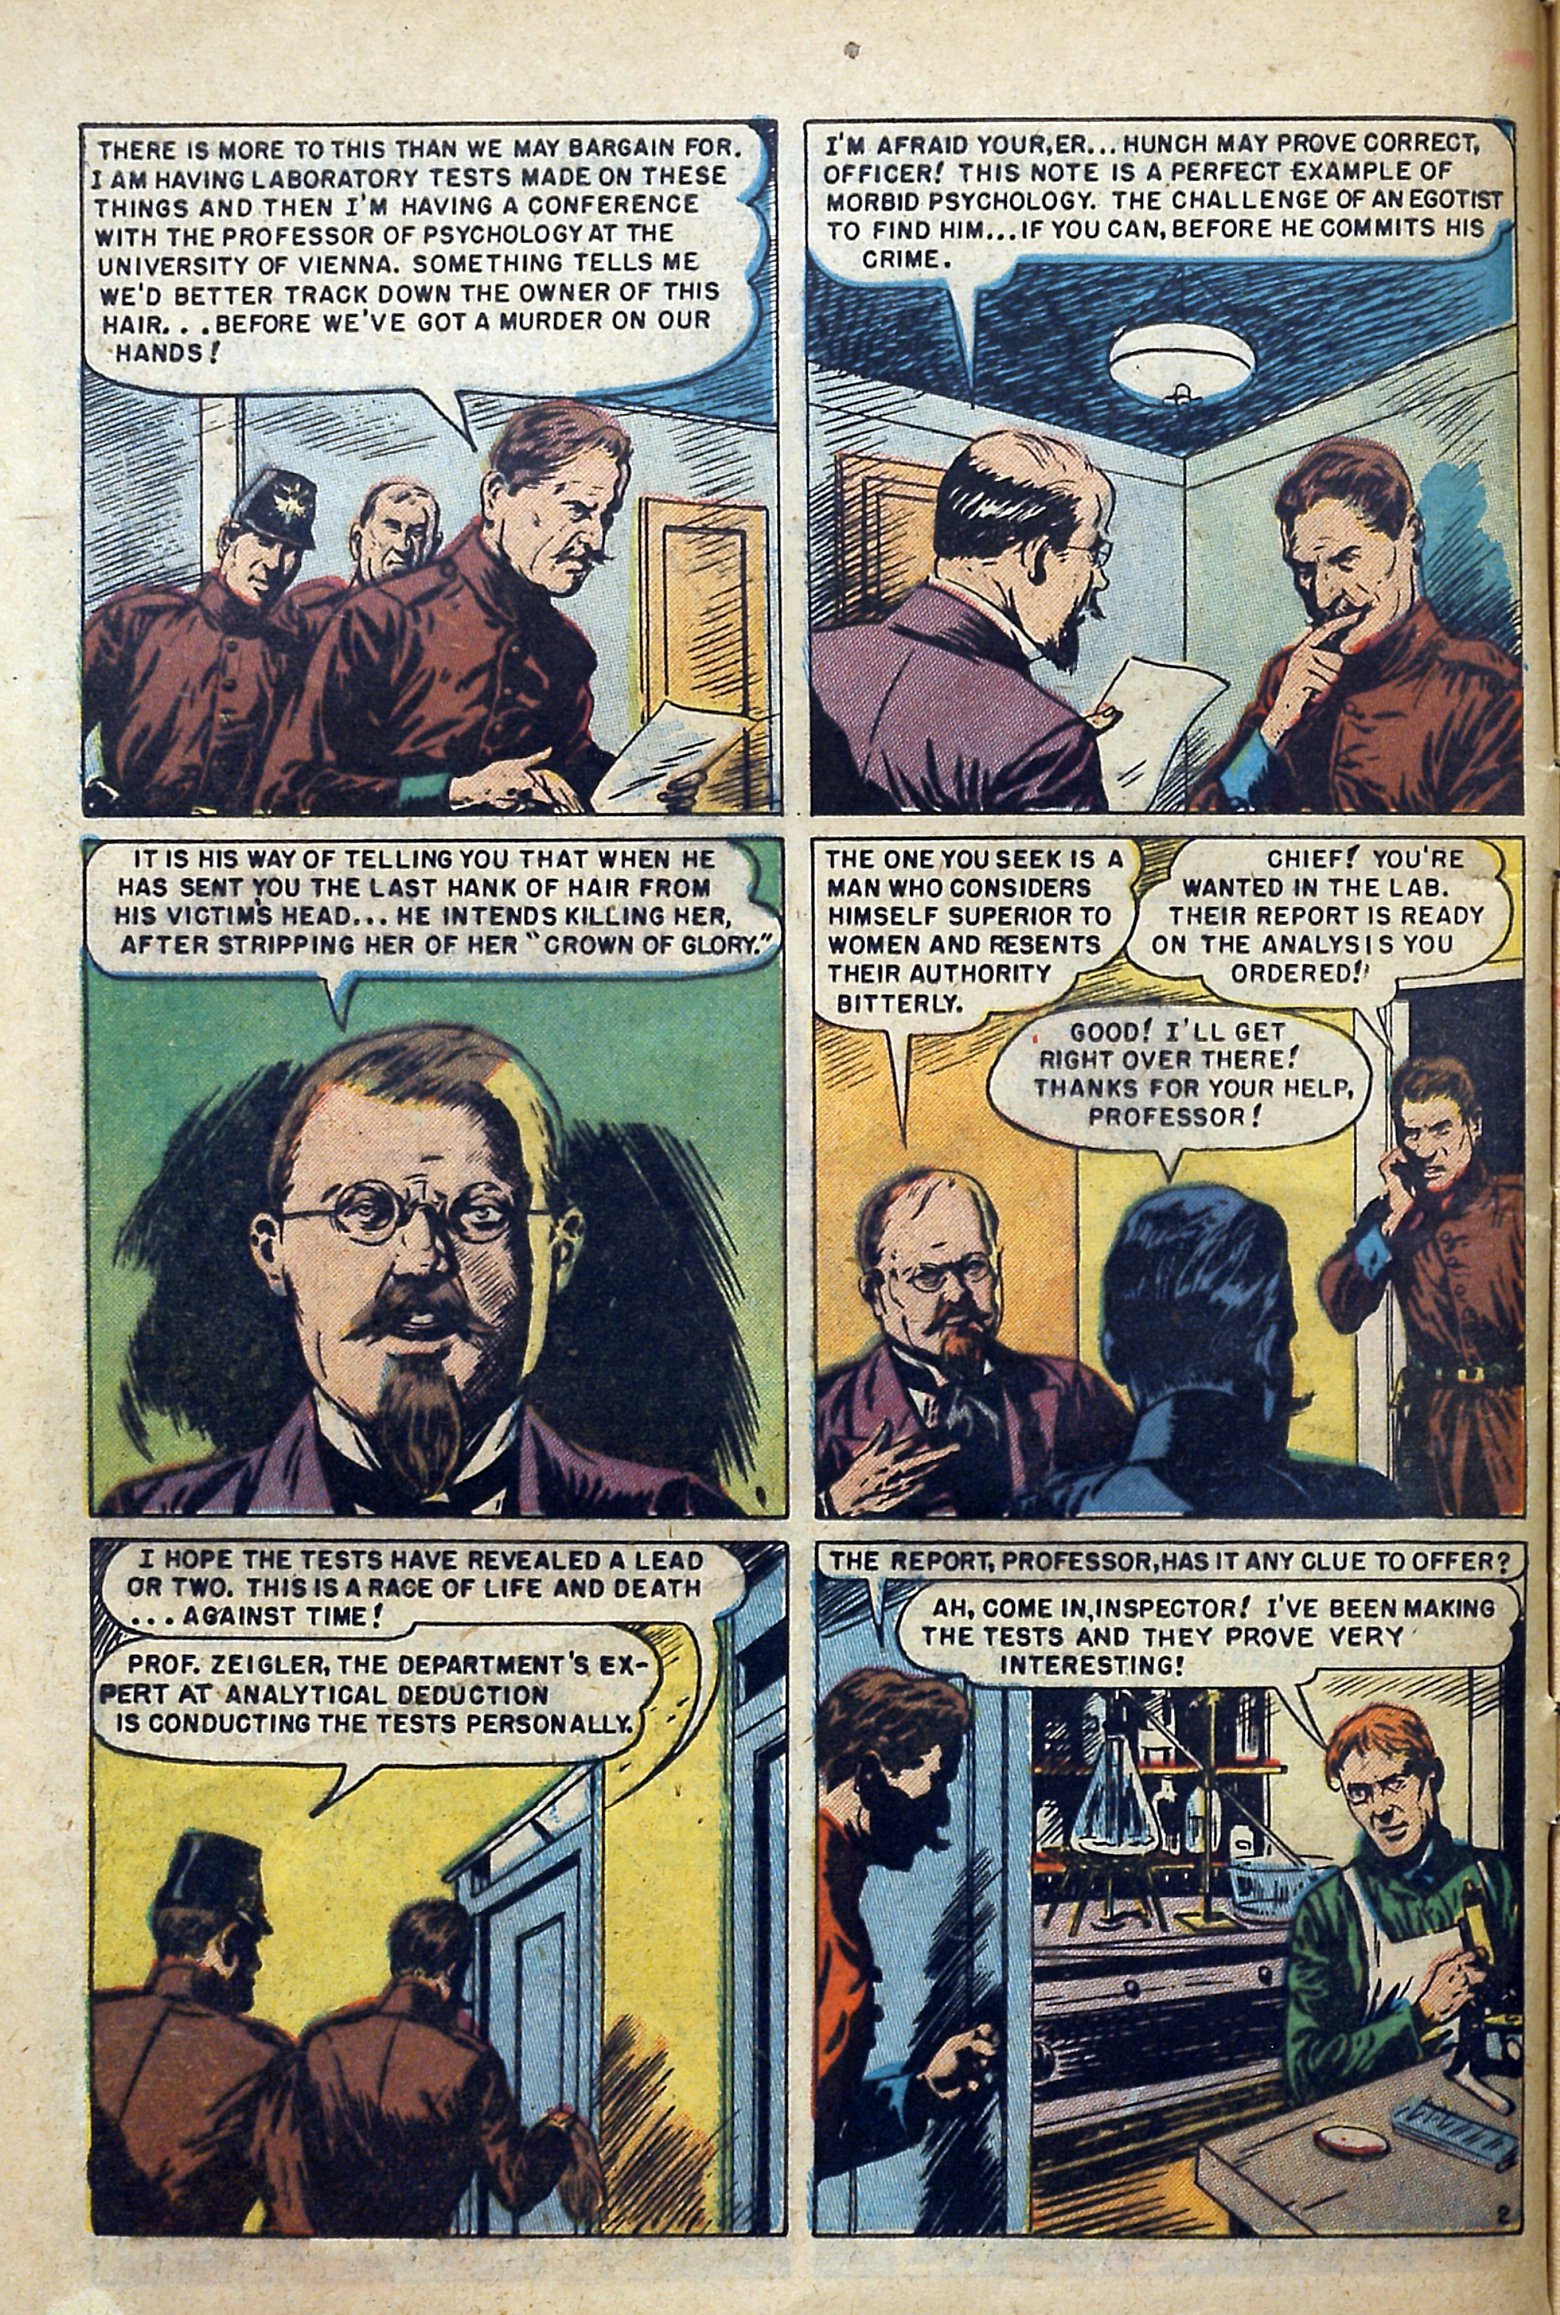 THERE IS MORE TO THIS THAN WE MAY BARGAIN FOR.
I AM HAVING LABORATORY TESTS MADE ON THESE
THINGS AND THEN I'M HAVING A CONFERENCE
WITH THE PROFESSOR OF PSYCHOLOGY AT THE
UNIVERSITY OF VIENNA. SOMETHING TELLS ME
WE'D BETTER TRACK DOWN THE OWNER OF THIS
HAIR...BEFORE WE'VE GOT A MURDER ON OUR
HANDS!
I'M AFRAID YOUR,ER...HUNCH MAY PROVE CORRECT,
OFFICER! THIS NOTE IS A PERFECT EXAMPLE OF
MORBID PSYCHOLOGY. THE CHALLENGE OF AN EGOTIST
TO FIND HIM...IF YOU CAN, BEFORE HE COMMITS HIS
CRIME.
IT IS HIS WAY OF TELLING YOU THAT WHEN HE
HAS SENT YOU THE LAST HANK OF HAIR FROM
HIS VICTIM'S HEAD... HE INTENDS KILLING HER,
AFTER STRIPPING HER OF HER "CROWN OF GLORY."
THE ONE YOU SEEK IS A
MAN WHO CONSIDERS
HIMSELF SUPERIOR TO
WOMEN AND RESENTS
THEIR AUTHORITY
BITTERLY.
CHIEF! YOU'RE
WANTED IN THE LAB.
THEIR REPORT IS READY
ON THE ANALYSIS YOU
ORDERED!
GOOD! I'LL GET
RIGHT OVER THERE!
THANKS FOR YOUR HELP,
PROFESSOR!
I HOPE THE TESTS HAVE REVEALED A LEAD
OR TWO. THIS IS A RACE OF LIFE AND DEATH
...AGAINST TIME!
PROF. ZEIGLER, THE DEPARTMENT'S EX-
PERT AT ANALYTICAL DEDUCTION
IS CONDUCTING THE TESTS PERSONALLY.
THE REPORT, PROFESSOR, HAS IT ANY CLUE TO OFFER?
AH, COME IN, INSPECTOR! I'VE BEEN MAKING
THE TESTS AND THEY PROVE VERY
INTERESTING!
2